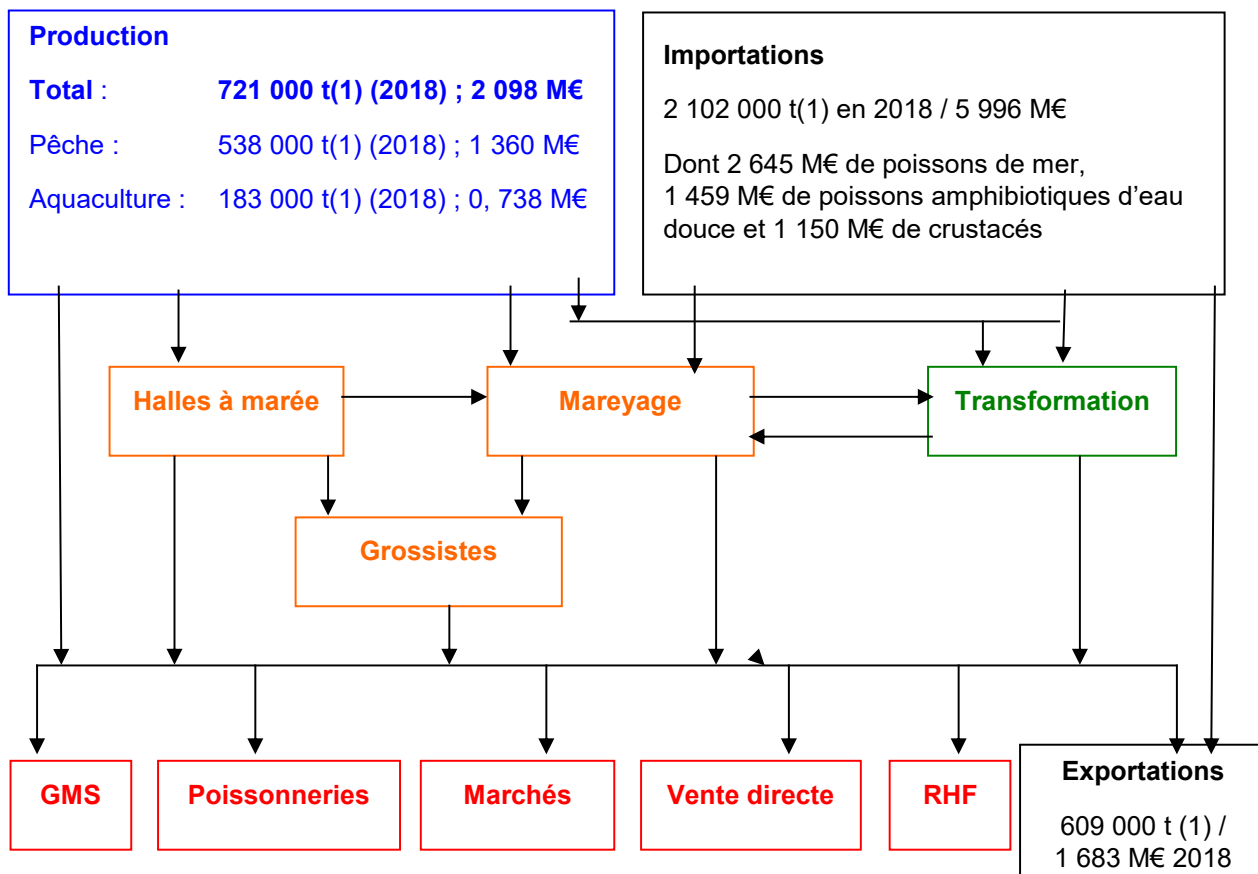 Production
Total : 721 000 t(1) (2018) ; 2 098 M€
Pêche : 538 000 t(1) (2018) ; 1 360 M€
Aquaculture : 183 000 t(1) (2018) ; 0, 738 M€
Importations
2 102 000 t(1) en 2018 / 5 996 M€
Dont 2 645 M€ de poissons de mer,
1 459 M€ de poissons amphibiotiques d’eau
douce et 1 150 M€ de crustacés
Halles à marée
Mareyage
Transformation
Grossistes
GMS
Poissonneries
Marchés
Vente directe
RHF
Exportations
609 000 t (1) /
1 683 M€ 2018